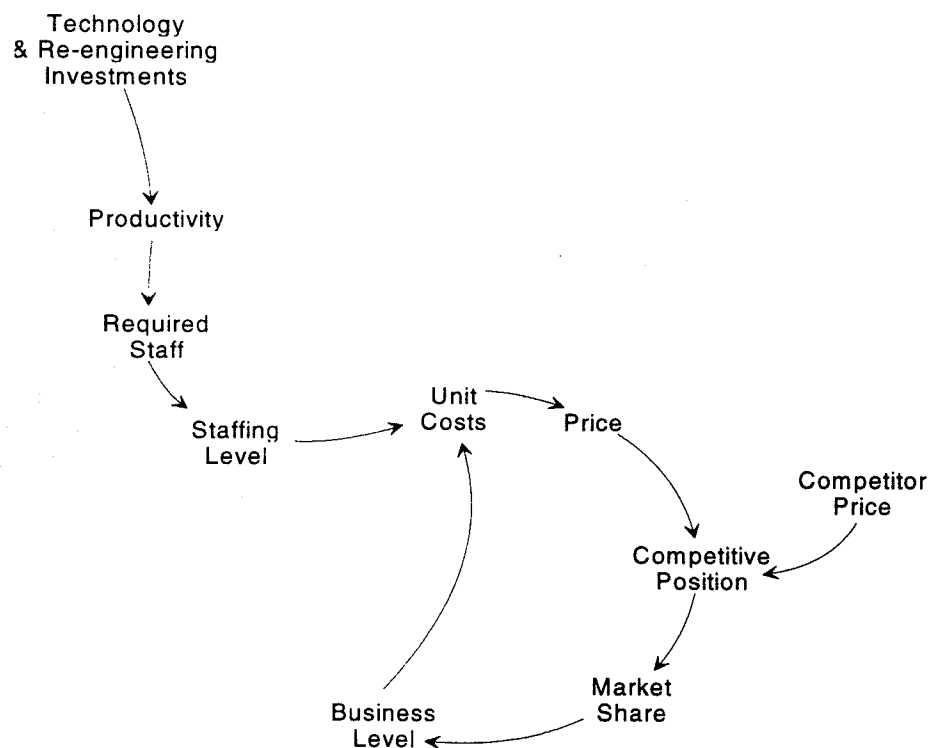 Technology
& Re-engineering
Investments
Productivity
Required
Staff
Staffing
Level
Unit
Costs
Price
Competitor
Price
Competitive
Position
Market
Share
Business
Level